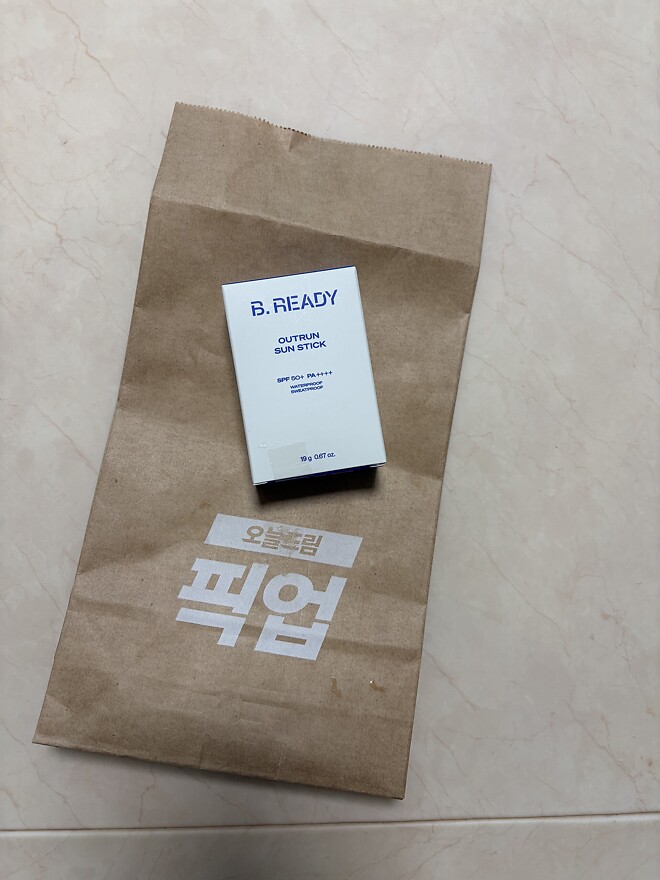 B. READY
OUTRUN
SUN STICK
SPF 50+ PA++++
WATERPROOF
SWEATPROOF
19 g 0.67 oz.
오늘드림
픽업